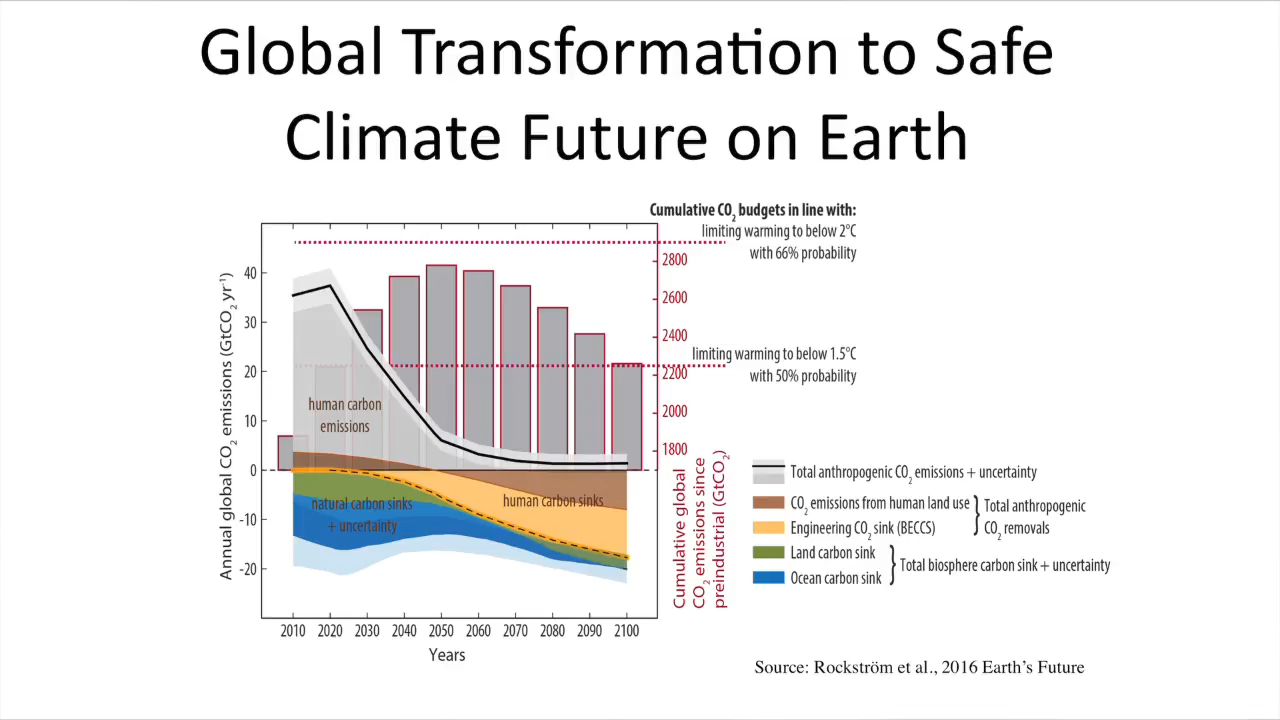 Global Transformation to Safe
Climate Future on Earth
Cumulative CO₂ budgets in line with:
limiting warming to below 2°C
with 66% probability
limiting warming to below 1.5°C
with 50% probability
Annual global CO₂ emissions (GtCO₂ yr⁻¹)
40
30
20
10
0
-10
-20
2800
2600
2400
2200
2000
1800
Cumulative global
CO₂ emissions since
preindustrial (GtCO₂)
human carbon
emissions
natural carbon sinks
+ uncertainty
human carbon sinks
2010 2020 2030 2040 2050 2060 2070 2080 2090 2100
Years
Total anthropogenic CO₂ emissions + uncertainty
CO₂ emissions from human land use
Engineering CO₂ sink (BECCS)
Total anthropogenic
CO₂ removals
Land carbon sink
Ocean carbon sink
Total biosphere carbon sink + uncertainty
Source: Rockström et al., 2016 Earth's Future